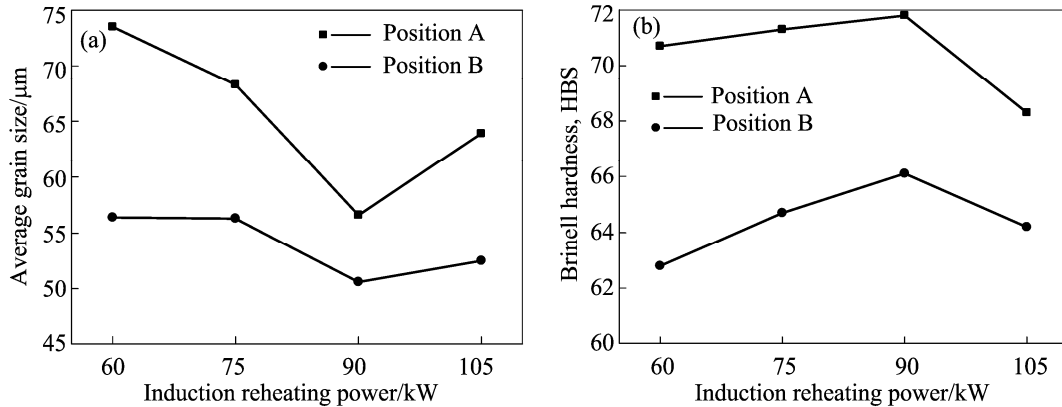 (a)
Position A
Position B
Average grain size/μm
75
70
65
60
55
50
45
60 75 90 105
Induction reheating power/kW
(b)
Position A
Position B
Brinell hardness, HBS
72
70
68
66
64
62
60
60 75 90 105
Induction reheating power/kW